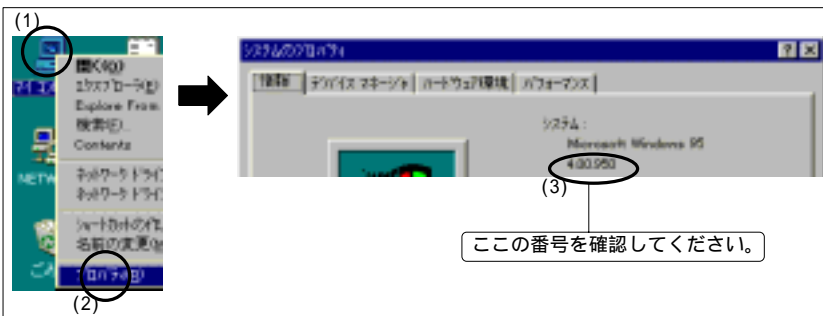 (1)
開く(O)
エクスプローラ(E)
Explore From
検索(F)...
Contents
ネットワーク ドライ
ネットワーク ドライ
ショートカットの作
名前の変更(M)
プロパティ(R)
(2)
マイ コン
NETW
ごみ
システムのプロパティ
情報
デバイス マネージャ
ハードウェア環境
パフォーマンス
システム :
Microsoft Windows 95
4.00.950
(3)
ここの番号を確認してください。